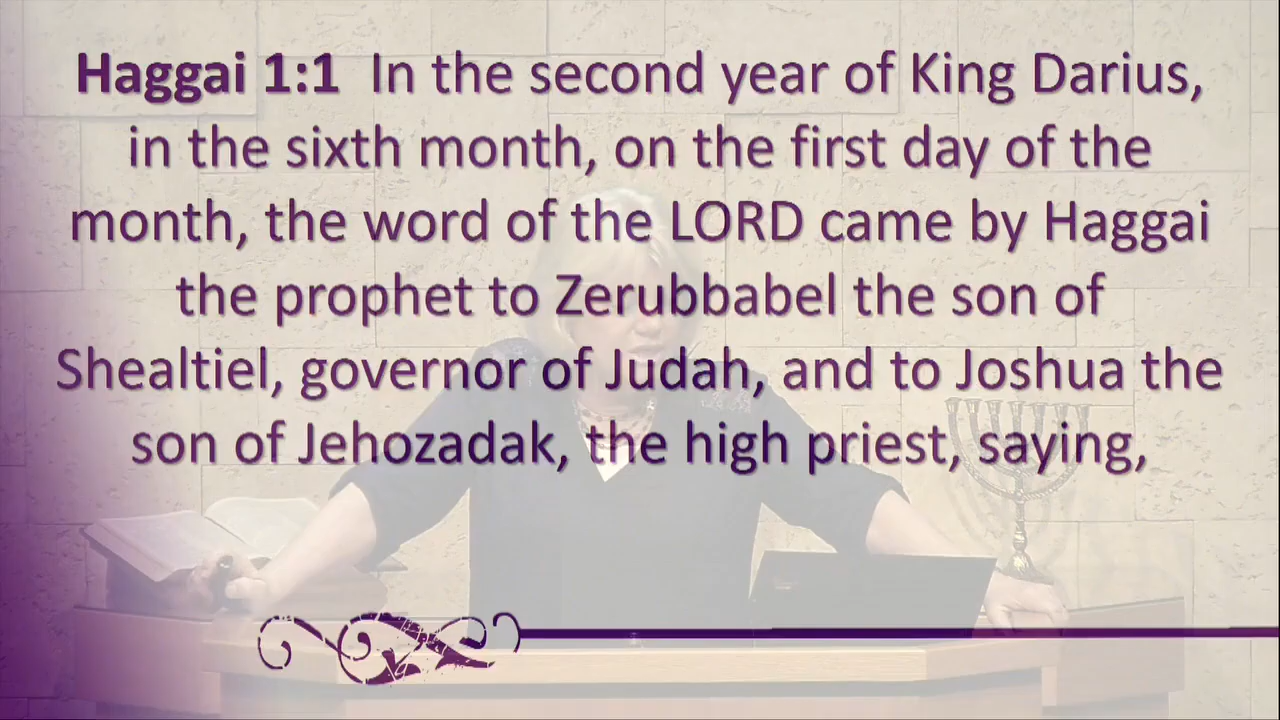 Haggai 1:1 In the second year of King Darius,
in the sixth month, on the first day of the
month, the word of the LORD came by Haggai
the prophet to Zerubbabel the son of
Shealtiel, governor of Judah, and to Joshua the
son of Jehozadak, the high priest, saying,